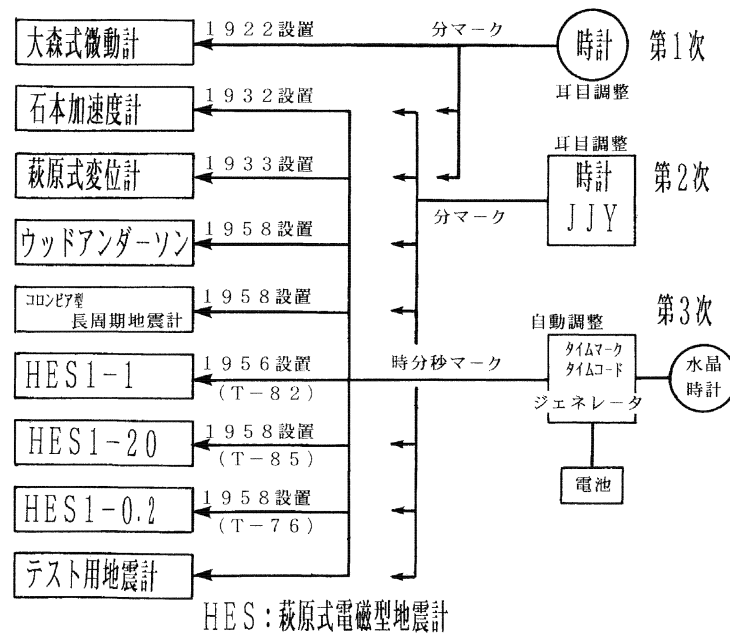 大森式微動計
1922設置
分マーク
時計
第1次
耳目調整
石本加速度計
1932設置
萩原式変位計
1933設置
耳目調整
時計
JJY
第2次
分マーク
ウッドアンダーソン
1958設置
コロンビア型
長周期地震計
1958設置
第3次
自動調整
タイムマーク
タイムコード
ジェネレータ
水晶
時計
電池
HES1-1
1956設置
(T-82)
時分秒マーク
HES1-20
1958設置
(T-85)
HES1-0.2
1958設置
(T-76)
テスト用地震計
HES:萩原式電磁型地震計